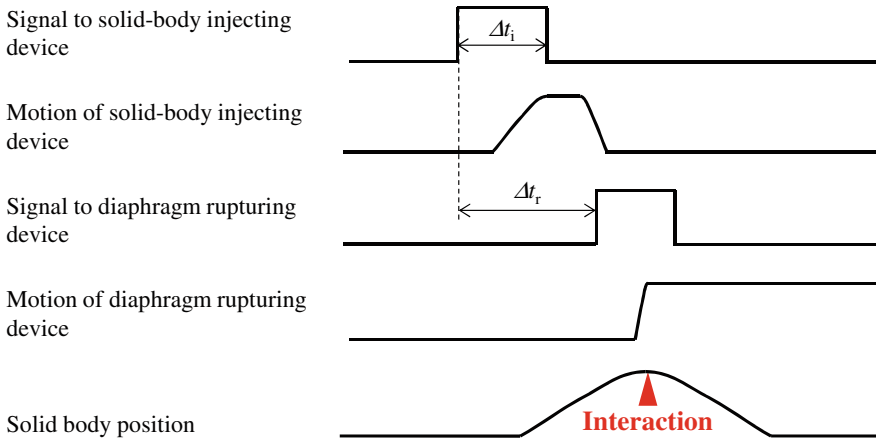 Signal to solid-body injecting
device
Δtᵢ
Motion of solid-body injecting
device
Signal to diaphragm rupturing
device
Δtᵣ
Motion of diaphragm rupturing
device
Solid body position
Interaction